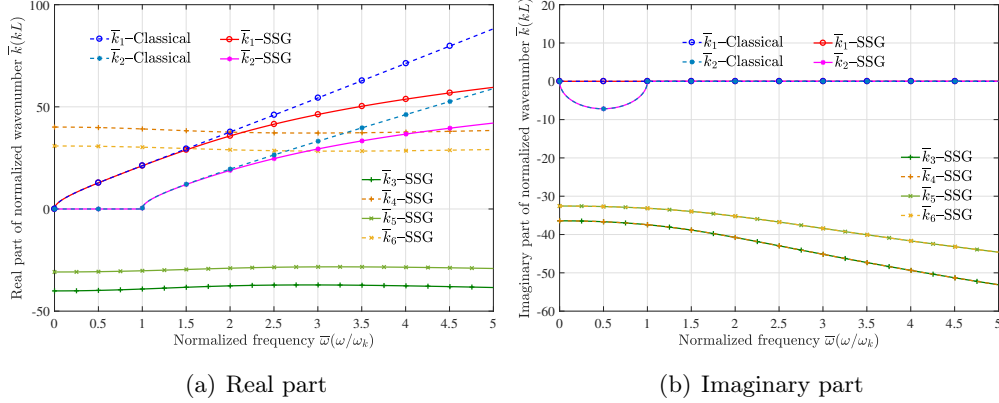 Real part of normalized wavenumber k̅(kL)
100
50
0
-50
k̅₁–Classical
k̅₂–Classical
k̅₁–SSG
k̅₂–SSG
k̅₃–SSG
k̅₄–SSG
k̅₅–SSG
k̅₆–SSG
0 0.5 1 1.5 2 2.5 3 3.5 4 4.5 5
Normalized frequency ω̅(ω/ωₖ)
(a) Real part
Imaginary part of normalized wavenumber k̅(kL)
20
10
0
-10
-20
-30
-40
-50
-60
k̅₁–Classical
k̅₂–Classical
k̅₁–SSG
k̅₂–SSG
k̅₃–SSG
k̅₄–SSG
k̅₅–SSG
k̅₆–SSG
0 0.5 1 1.5 2 2.5 3 3.5 4 4.5 5
Normalized frequency ω̅(ω/ωₖ)
(b) Imaginary part